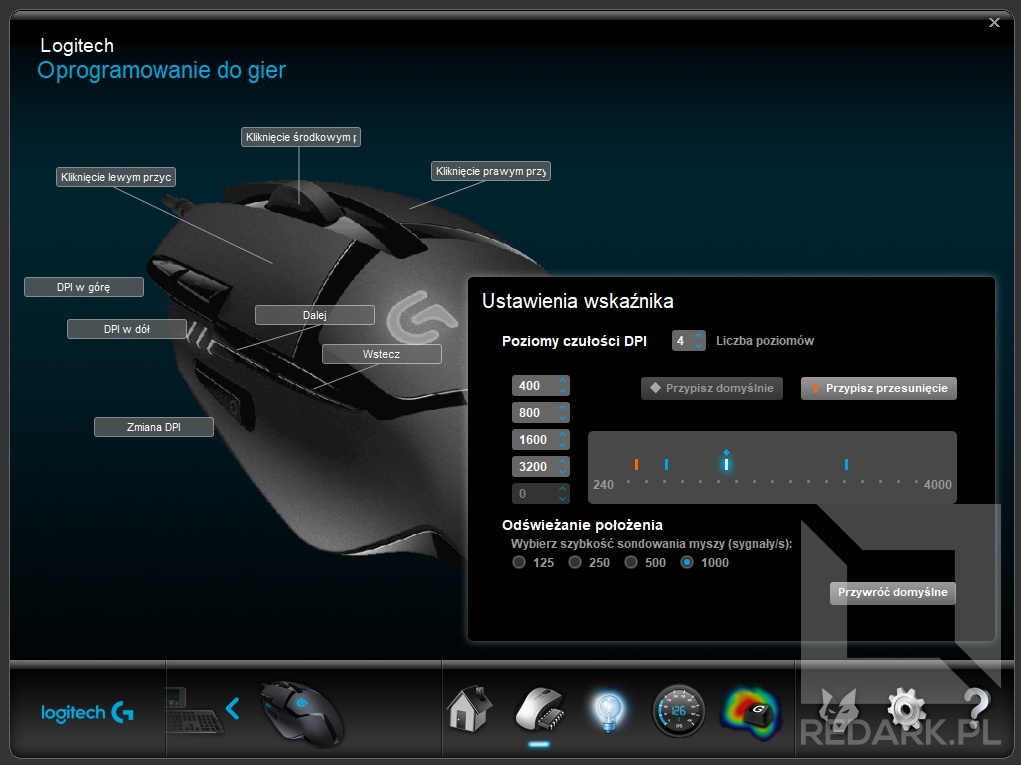 Logitech
Oprogramowanie do gier
Kliknięcie środkowym p
Kliknięcie lewym przyc
Kliknięcie prawym przy
DPI w górę
DPI w dół
Dalej
Wstecz
Zmiana DPI
Ustawienia wskaźnika
Poziomy czułości DPI 4 Liczba poziomów
400
Przypisz domyślnie Przypisz przesunięcie
800
1600
3200
240 4000
0
Odświeżanie położenia
Wybierz szybkość sondowania myszy (sygnały/s):
125 250 500 1000
Przywróć domyślne
logitech G
126
G
?
REDARK.PL